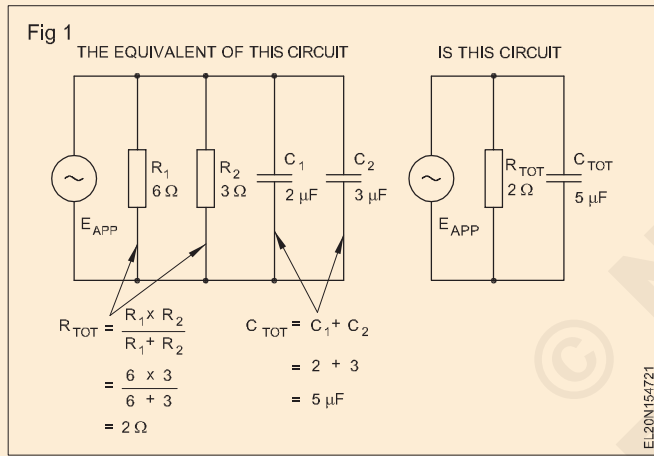 Fig 1
THE EQUIVALENT OF THIS CIRCUIT
IS THIS CIRCUIT
R1
6 Ω
R2
3 Ω
C1
2 µF
C2
3 µF
EAPP
RTOT
2 Ω
CTOT
5 µF
EAPP
RTOT = R1 x R2 / R1 + R2
= 6 x 3 / 6 + 3
= 2 Ω
CTOT = C1 + C2
= 2 + 3
= 5 µF
EL20N154721
©